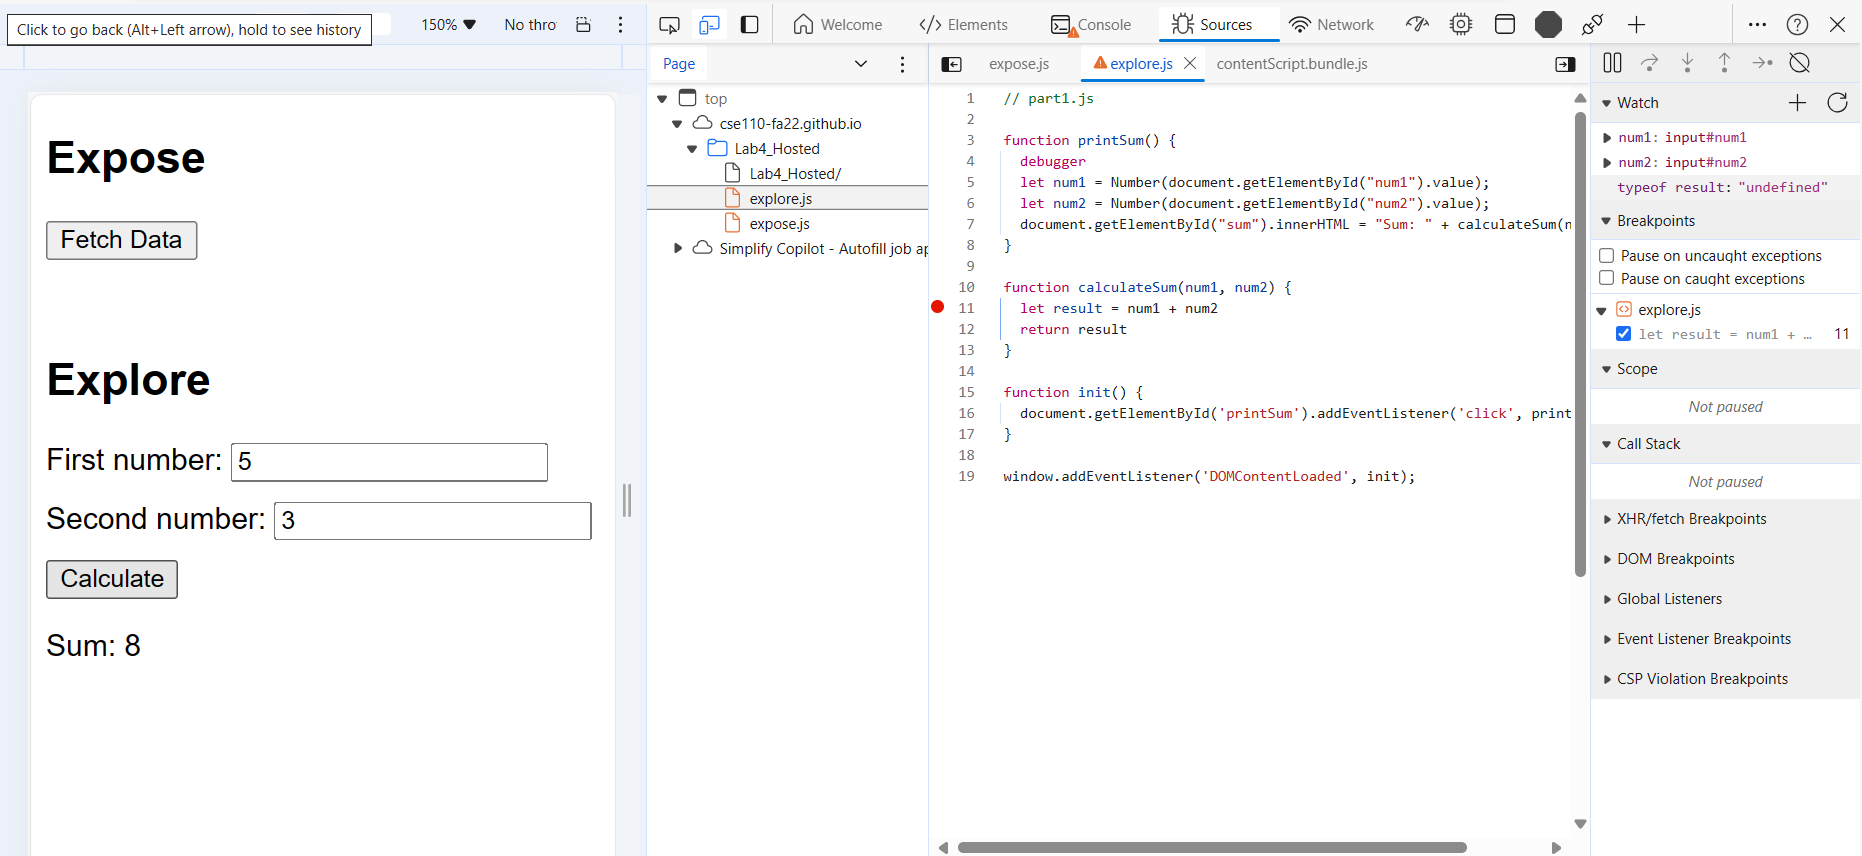 Click to go back (Alt+Left arrow), hold to see history
150%
No thro
Welcome
Elements
Console
Sources
Network
Page
expose.js
explore.js
contentScript.bundle.js
top
cse110-fa22.github.io
Lab4_Hosted
Lab4_Hosted/
explore.js
expose.js
Simplify Copilot - Autofill job ap
Expose
Fetch Data
Explore
First number: 5
Second number: 3
Calculate
Sum: 8
1 // part1.js
2
3 function printSum() {
4 debugger
5 let num1 = Number(document.getElementById("num1").value);
6 let num2 = Number(document.getElementById("num2").value);
7 document.getElementById("sum").innerHTML = "Sum: " + calculateSum(n
8 }
9
10 function calculateSum(num1, num2) {
11 let result = num1 + num2
12 return result
13 }
14
15 function init() {
16 document.getElementById('printSum').addEventListener('click', print
17 }
18
19 window.addEventListener('DOMContentLoaded', init);
Watch
num1: input#num1
num2: input#num2
typeof result: "undefined"
Breakpoints
Pause on uncaught exceptions
Pause on caught exceptions
explore.js
let result = num1 + … 11
Scope
Not paused
Call Stack
Not paused
XHR/fetch Breakpoints
DOM Breakpoints
Global Listeners
Event Listener Breakpoints
CSP Violation Breakpoints